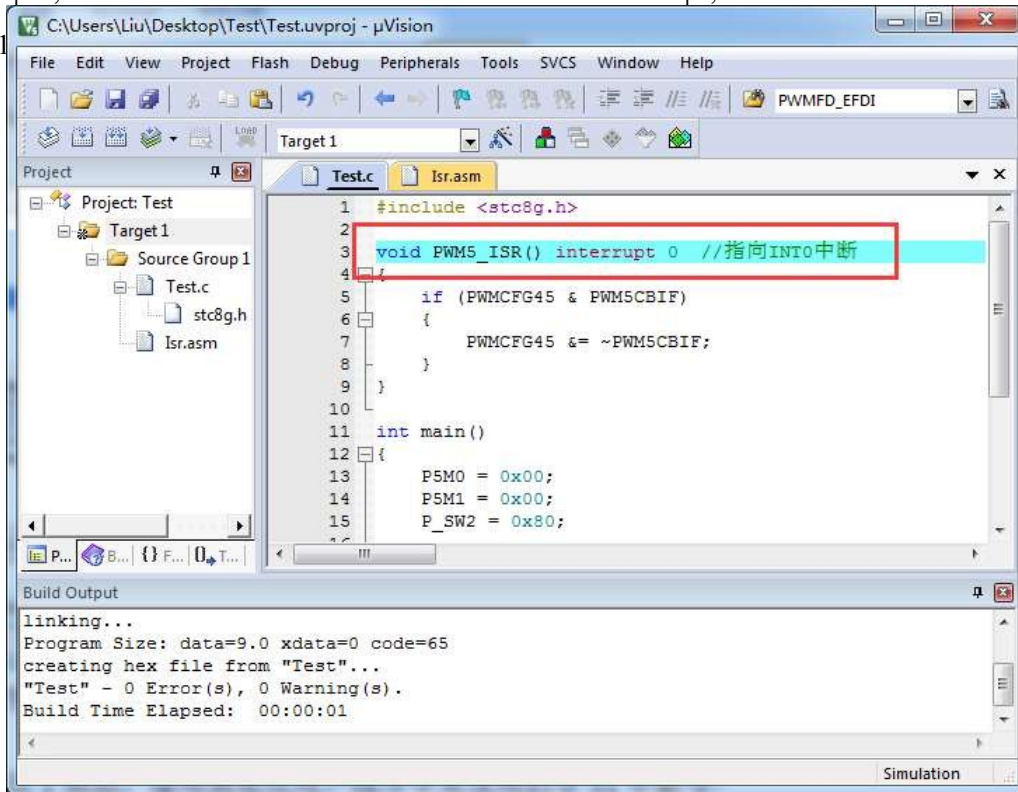 C:\Users\Liu\Desktop\Test\Test.uvproj - µVision
File Edit View Project Flash Debug Peripherals Tools SVCS Window Help
PWMFD_EFDI
LOAD Target 1
Project
Test.c Isr.asm
Project: Test
Target 1
Source Group 1
Test.c
stc8g.h
Isr.asm
1 #include <stc8g.h>
2
3 void PWM5_ISR() interrupt 0 //指向INT0中断
4 {
5 if (PWMCFG45 & PWM5CBIF)
6 {
7 PWMCFG45 &= ~PWM5CBIF;
8 }
9 }
10
11 int main()
12 {
13 P5M0 = 0x00;
14 P5M1 = 0x00;
15 P_SW2 = 0x80;
P... B... {} F... T...
Build Output
linking...
Program Size: data=9.0 xdata=0 code=65
creating hex file from "Test"...
"Test" - 0 Error(s), 0 Warning(s).
Build Time Elapsed: 00:00:01
Simulation